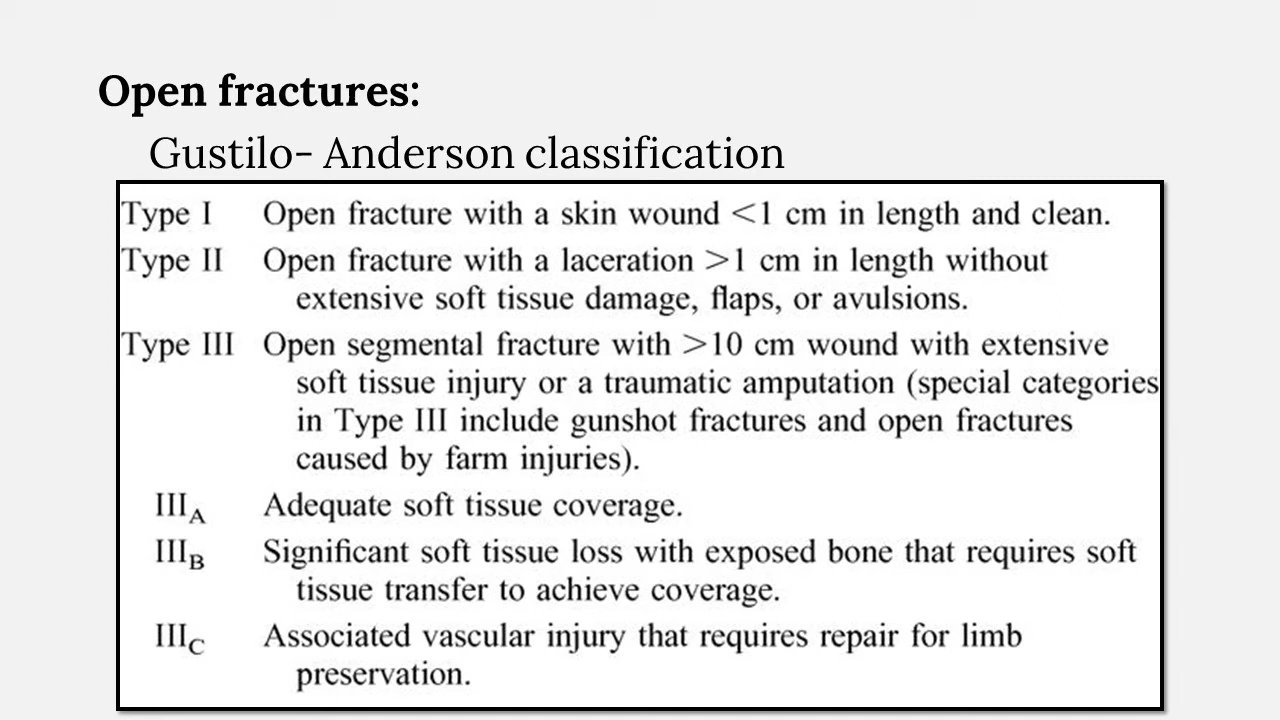 Open fractures:
Gustilo- Anderson classification
Type I Open fracture with a skin wound <1 cm in length and clean.
Type II Open fracture with a laceration >1 cm in length without
extensive soft tissue damage, flaps, or avulsions.
Type III Open segmental fracture with >10 cm wound with extensive
soft tissue injury or a traumatic amputation (special categories
in Type III include gunshot fractures and open fractures
caused by farm injuries).
IIIA Adequate soft tissue coverage.
IIIB Significant soft tissue loss with exposed bone that requires soft
tissue transfer to achieve coverage.
IIIC Associated vascular injury that requires repair for limb
preservation.